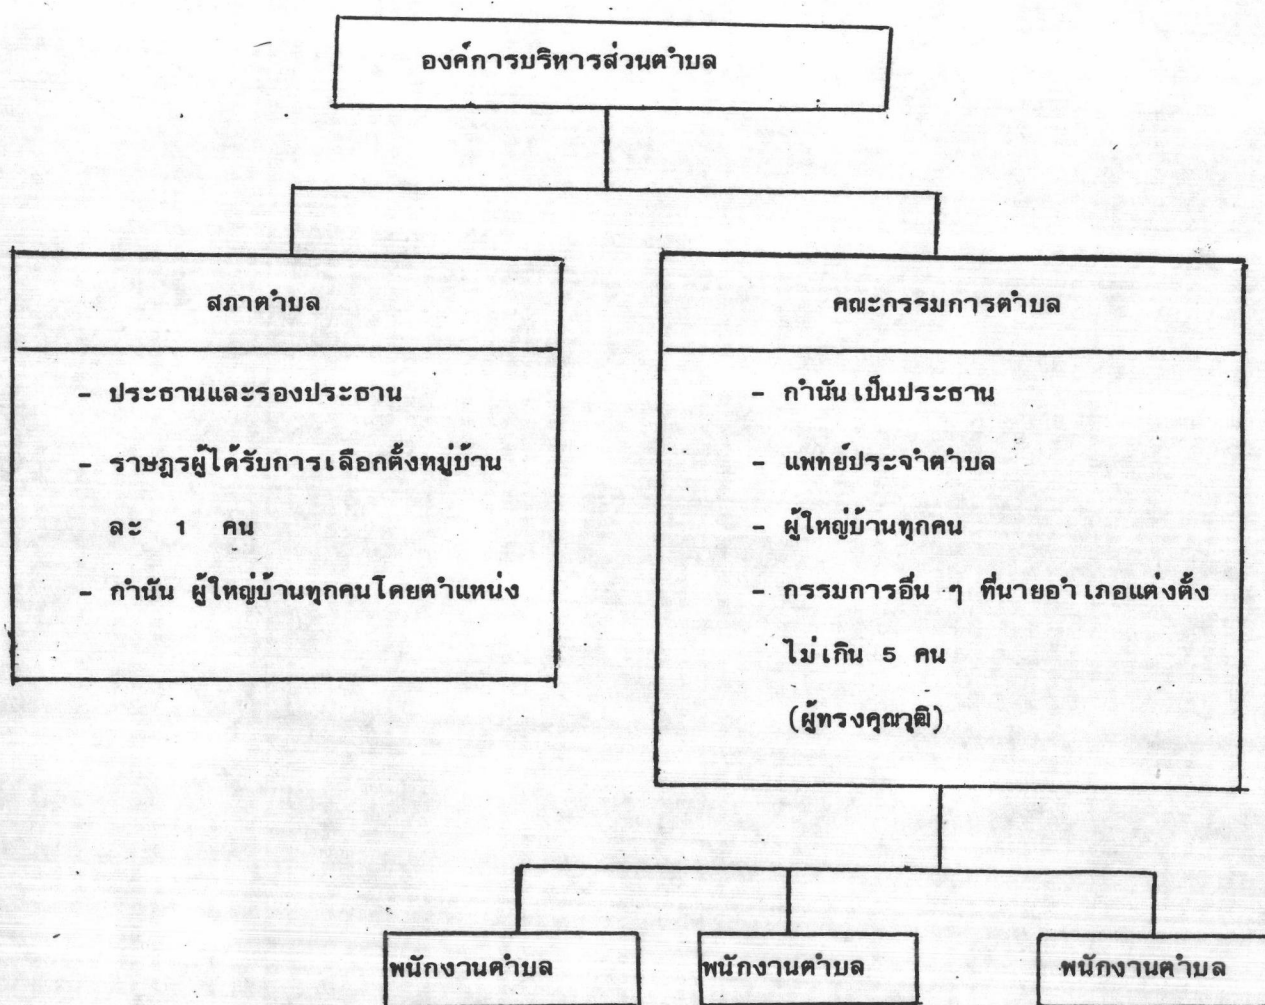 องค์การบริหารส่วนตำบล
สภาตำบล
- ประธานและรองประธาน
- ราษฎรผู้ได้รับการเลือกตั้งหมู่บ้าน
ละ 1 คน
- กำนัน ผู้ใหญ่บ้านทุกคนโดยตำแหน่ง
คณะกรรมการตำบล
- กำนันเป็นประธาน
- แพทย์ประจำตำบล
- ผู้ใหญ่บ้านทุกคน
- กรรมการอื่น ๆ ที่นายอำเภอแต่งตั้ง
ไม่เกิน 5 คน
(ผู้ทรงคุณวุฒิ)
พนักงานตำบล
พนักงานตำบล
พนักงานตำบล